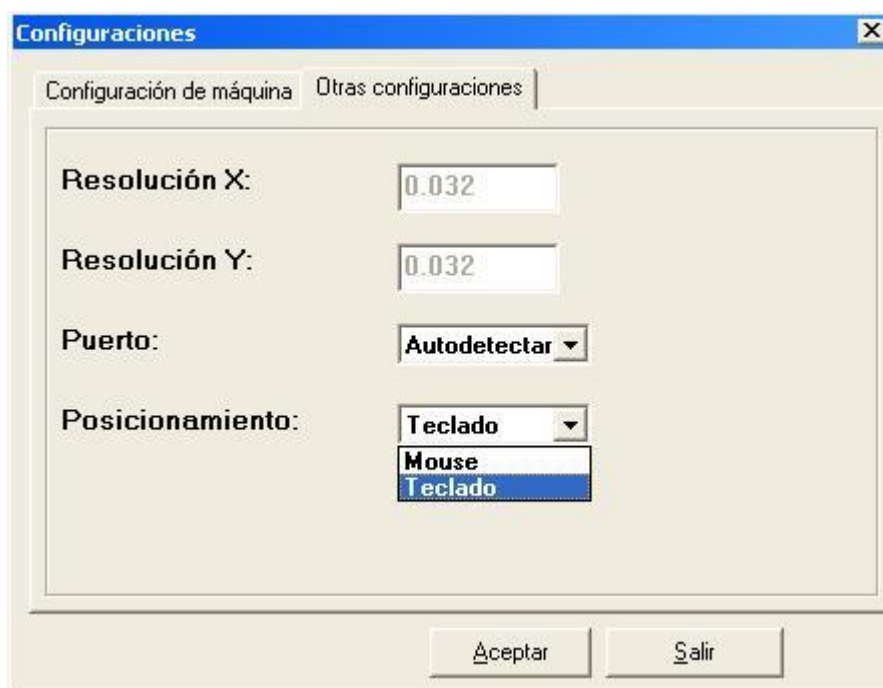 Configuraciones
Configuración de máquina Otras configuraciones
Resolución X: 0.032
Resolución Y: 0.032
Puerto: Autodetectar
Posicionamiento: Teclado
Mouse
Teclado
Aceptar Salir